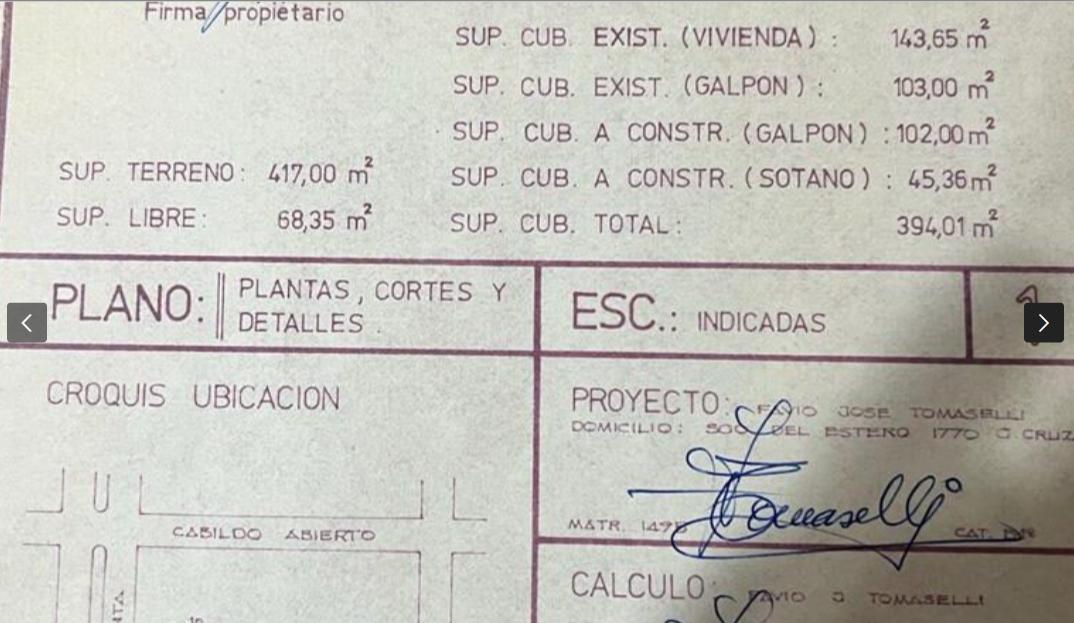 Firma/propietario
SUP. CUB. EXIST. (VIVIENDA) : 143,65 m²
SUP. CUB. EXIST. (GALPON) : 103,00 m²
SUP. CUB. A CONSTR. (GALPON) : 102,00 m²
SUP. TERRENO: 417,00 m²
SUP. CUB. A CONSTR. (SOTANO) : 45,36 m²
SUP. LIBRE: 68,35 m²
SUP. CUB. TOTAL: 394,01 m²
PLANO: PLANTAS, CORTES Y
DETALLES.
ESC.: INDICADAS
CROQUIS UBICACION
PROYECTO: FAVIO JOSE TOMASELLI
DOMICILIO: SGO DEL ESTERO 1770 G. CRUZ
Tomaselli
MATR. 149
CAT.
CABILDO ABIERTO
CALCULO: FAVIO J. TOMASELLI